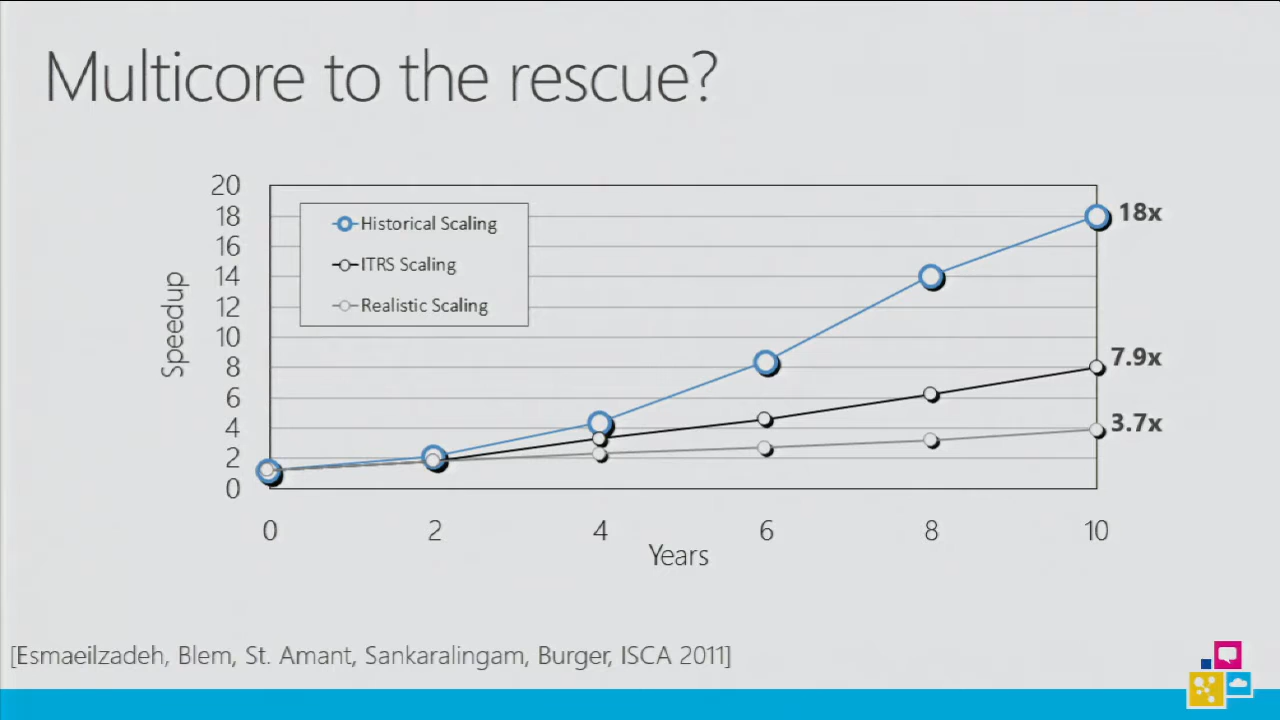 Multicore to the rescue?
20
18
16
14
12
10
8
6
4
2
0
Speedup
Historical Scaling
ITRS Scaling
Realistic Scaling
18x
7.9x
3.7x
0 2 4 6 8 10
Years
[Esmaeilzadeh, Blem, St. Amant, Sankaralingam, Burger, ISCA 2011]